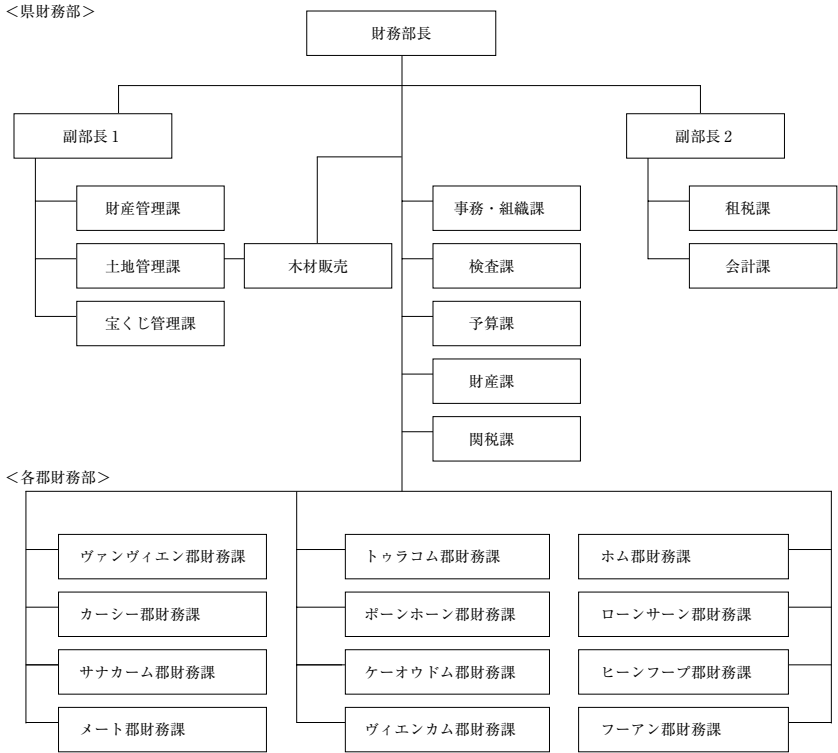 ＜県財務部＞
財務部長
副部長１
副部長２
財産管理課
事務・組織課
租税課
土地管理課
木材販売
検査課
会計課
宝くじ管理課
予算課
財産課
関税課
＜各郡財務部＞
ヴァンヴィエン郡財務課
トゥラコム郡財務課
ホム郡財務課
カーシー郡財務課
ポーンホーン郡財務課
ローンサーン郡財務課
サナカーム郡財務課
ケーオウドム郡財務課
ヒーンフープ郡財務課
メート郡財務課
ヴィエンカム郡財務課
フーアン郡財務課